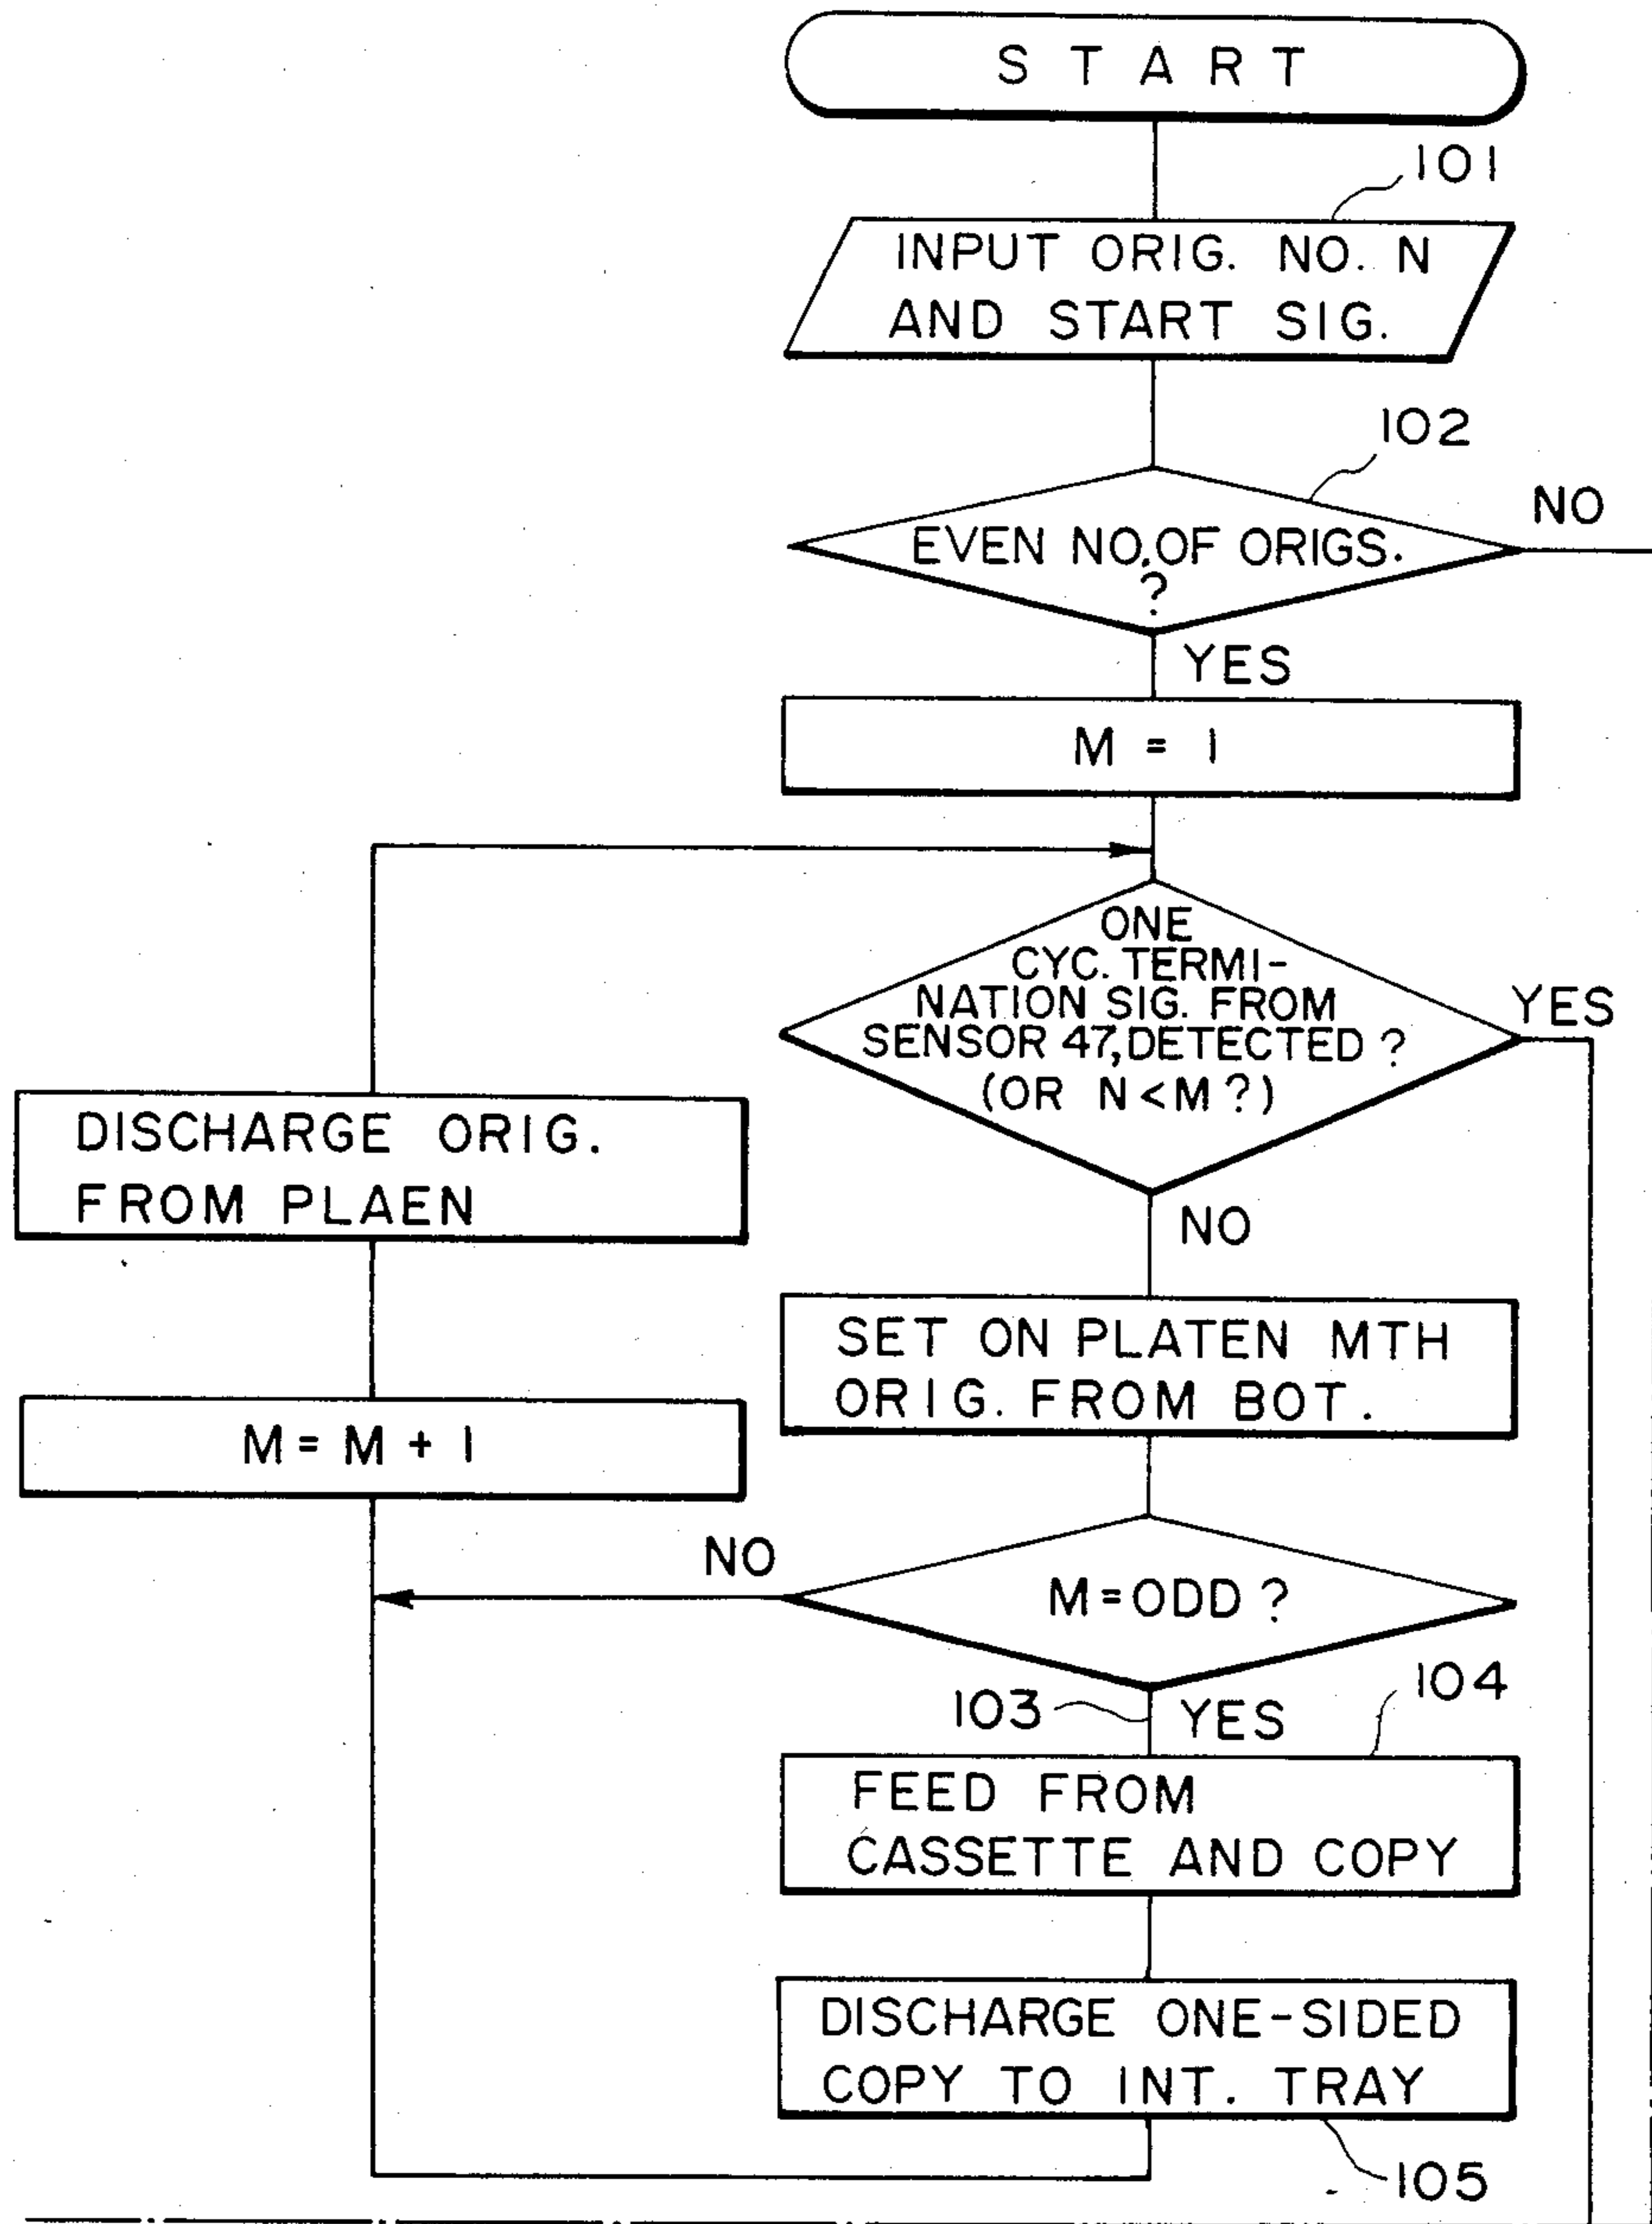 START
101
INPUT ORIG. NO. N
AND START SIG.
102
EVEN NO. OF ORIGS.
?
NO
YES
M = 1
ONE
CYC. TERMI-
NATION SIG. FROM
SENSOR 47, DETECTED ?
(OR N<M ?)
YES
NO
DISCHARGE ORIG.
FROM PLAEN
SET ON PLATEN MTH
ORIG. FROM BOT.
M = M + 1
NO
M = ODD ?
103
YES
104
FEED FROM
CASSETTE AND COPY
DISCHARGE ONE-SIDED
COPY TO INT. TRAY
105